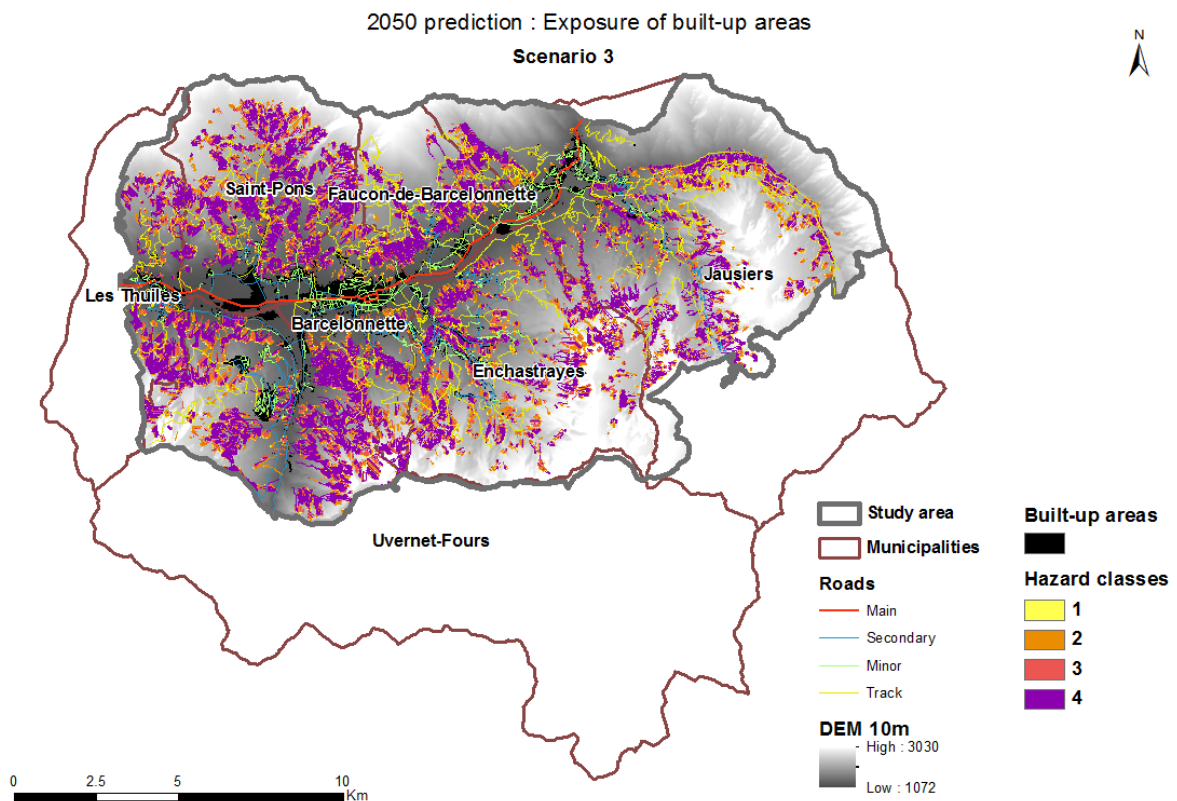 2050 prediction : Exposure of built-up areas
Scenario 3
N
Saint-Pons
Faucon-de-Barcelonnette
Jausiers
Les Thuiles
Barcelonnette
Enchastrayes
Uvernet-Fours
Study area
Municipalities
Roads
Main
Secondary
Minor
Track
DEM 10m
High : 3030
Low : 1072
Built-up areas
Hazard classes
1
2
3
4
0 2.5 5 10
Km